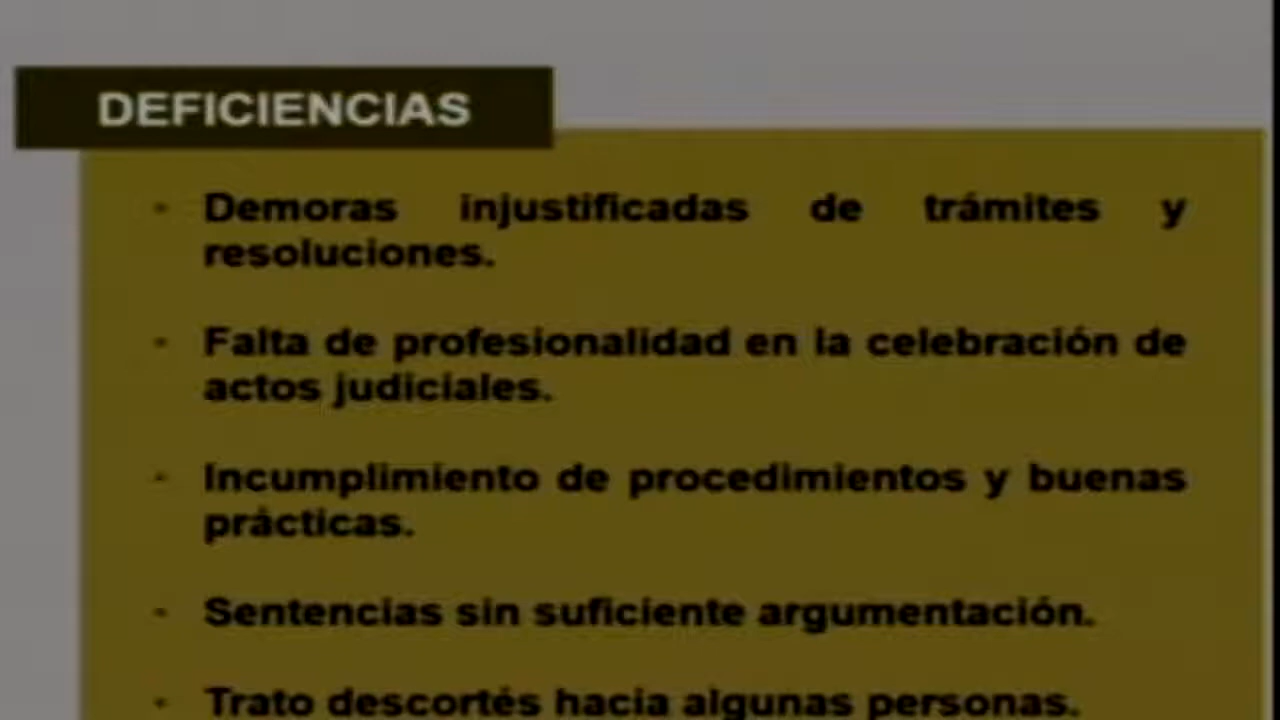 DEFICIENCIAS
- Demoras injustificadas de trámites y
resoluciones.
- Falta de profesionalidad en la celebración de
actos judiciales.
- Incumplimiento de procedimientos y buenas
prácticas.
- Sentencias sin suficiente argumentación.
- Trato descortés hacia algunas personas.